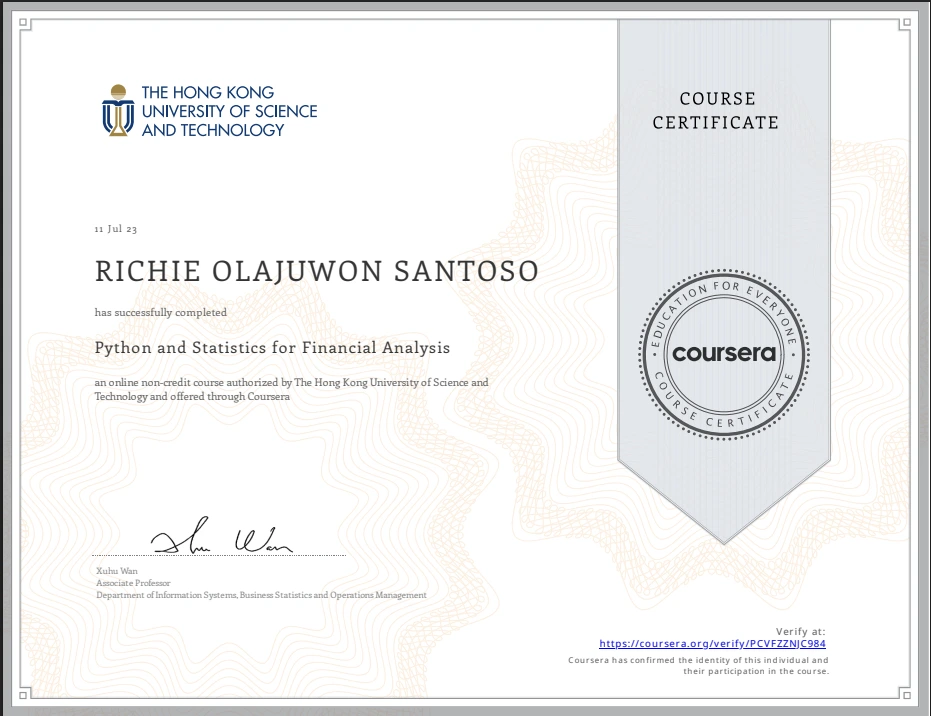 THE HONG KONG
UNIVERSITY OF SCIENCE
AND TECHNOLOGY
COURSE
CERTIFICATE
11 Jul 23
RICHIE OLAJUWON SANTOSO
has successfully completed
Python and Statistics for Financial Analysis
an online non-credit course authorized by The Hong Kong University of Science and
Technology and offered through Coursera
EDUCATION FOR EVERYONE
coursera
COURSE CERTIFICATE
Xuhu Wan
Associate Professor
Department of Information Systems, Business Statistics and Operations Management
Verify at:
https://coursera.org/verify/PCVFZZNJC984
Coursera has confirmed the identity of this individual and
their participation in the course.